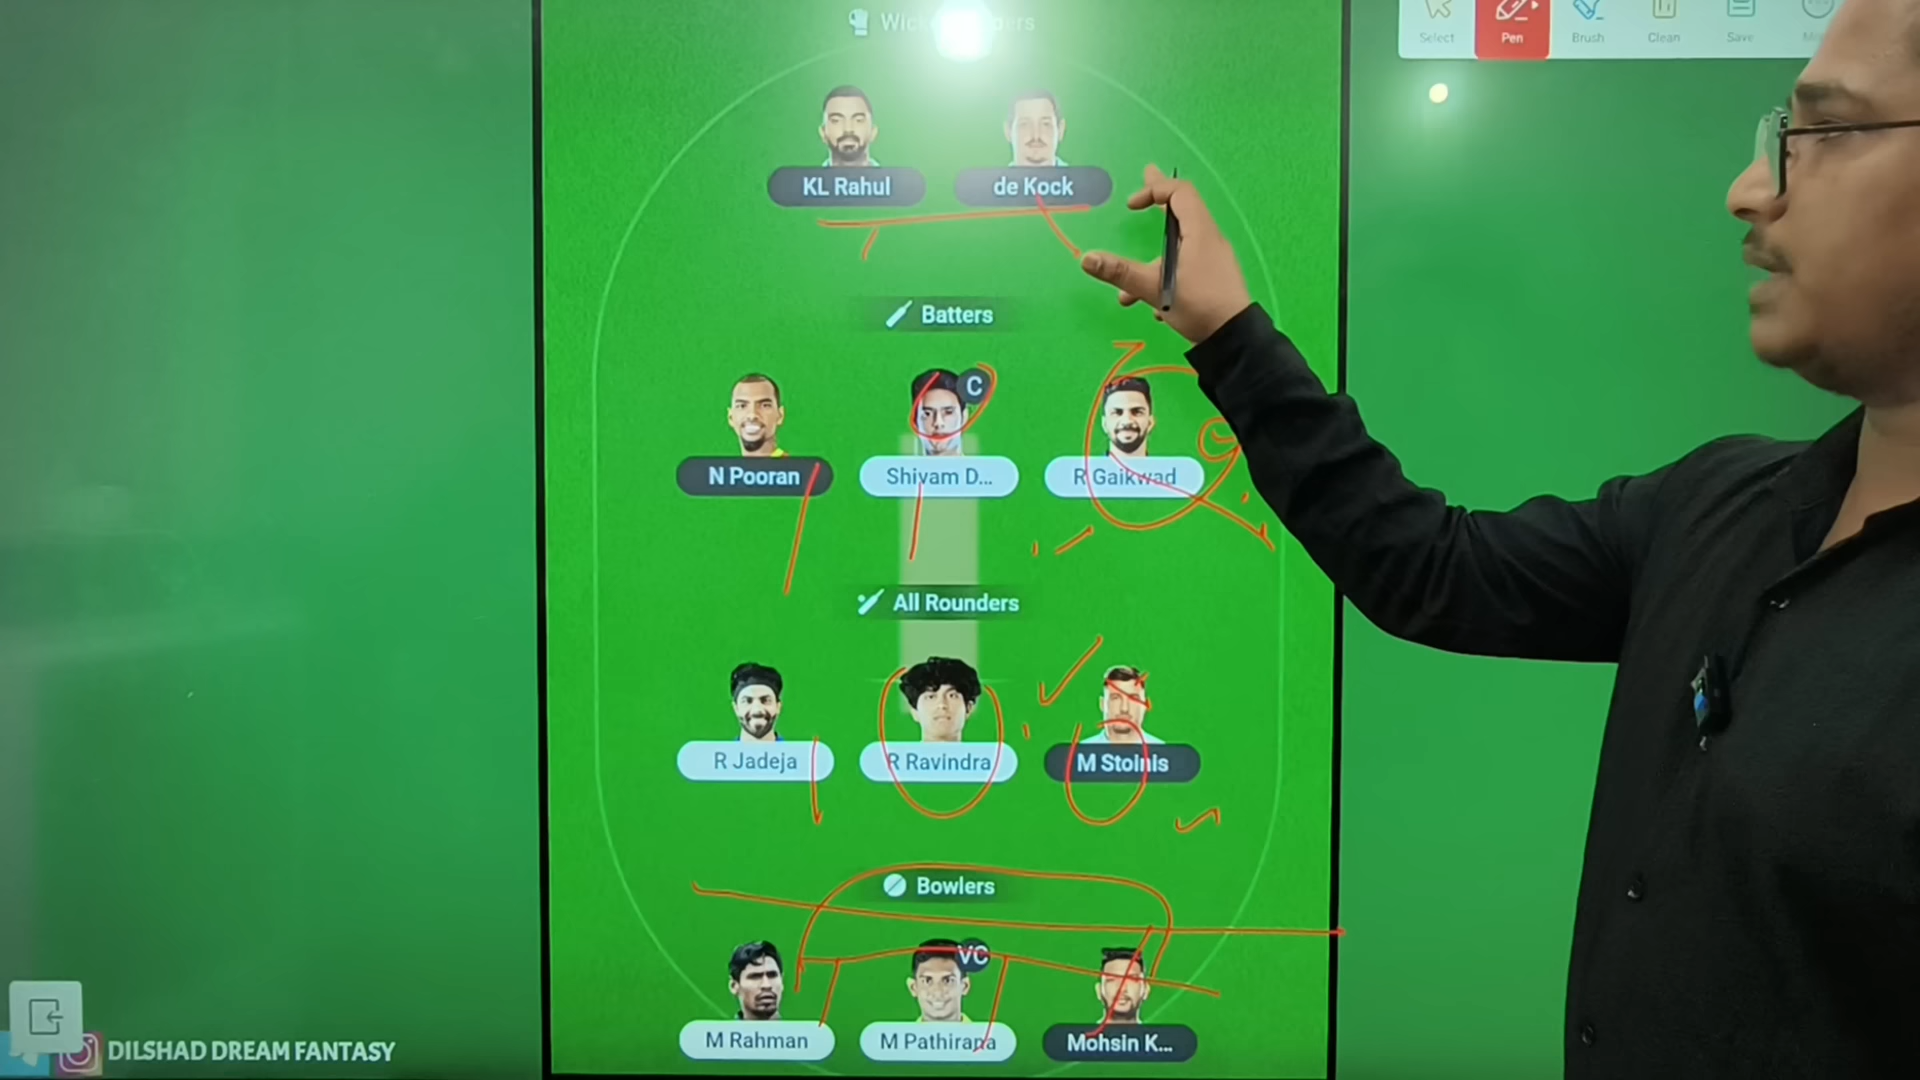 Select Pen Brush Clean Save
KL Rahul de Kock
Batters
C
N Pooran Shivam D... R Gaikwad
All Rounders
R Jadeja R Ravindra M Stoinis
Bowlers
VC
M Rahman M Pathirana Mohsin K...
DILSHAD DREAM FANTASY